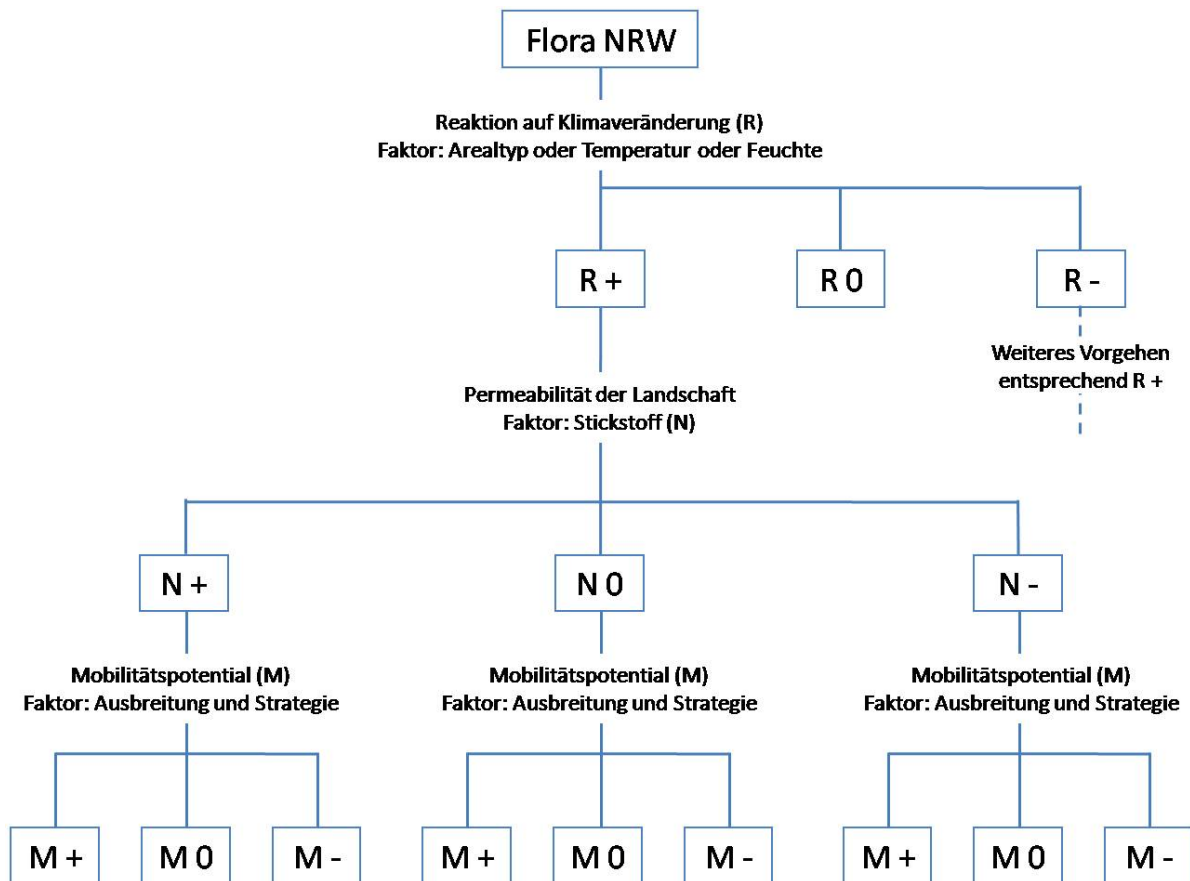 Flora NRW
Reaktion auf Klimaveränderung (R)
Faktor: Arealtyp oder Temperatur oder Feuchte
R +
R 0
R -
Weiteres Vorgehen
entsprechend R +
Permeabilität der Landschaft
Faktor: Stickstoff (N)
N +
N 0
N -
Mobilitätspotential (M)
Faktor: Ausbreitung und Strategie
Mobilitätspotential (M)
Faktor: Ausbreitung und Strategie
Mobilitätspotential (M)
Faktor: Ausbreitung und Strategie
M +
M 0
M -
M +
M 0
M -
M +
M 0
M -